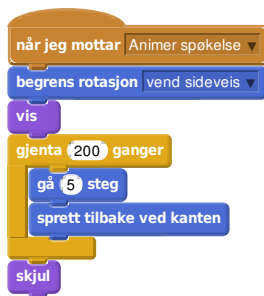 når jeg mottar Animer spøkelse
begrens rotasjon vend sideveis
vis
gjenta 200 ganger
gå 5 steg
sprett tilbake ved kanten
skjul